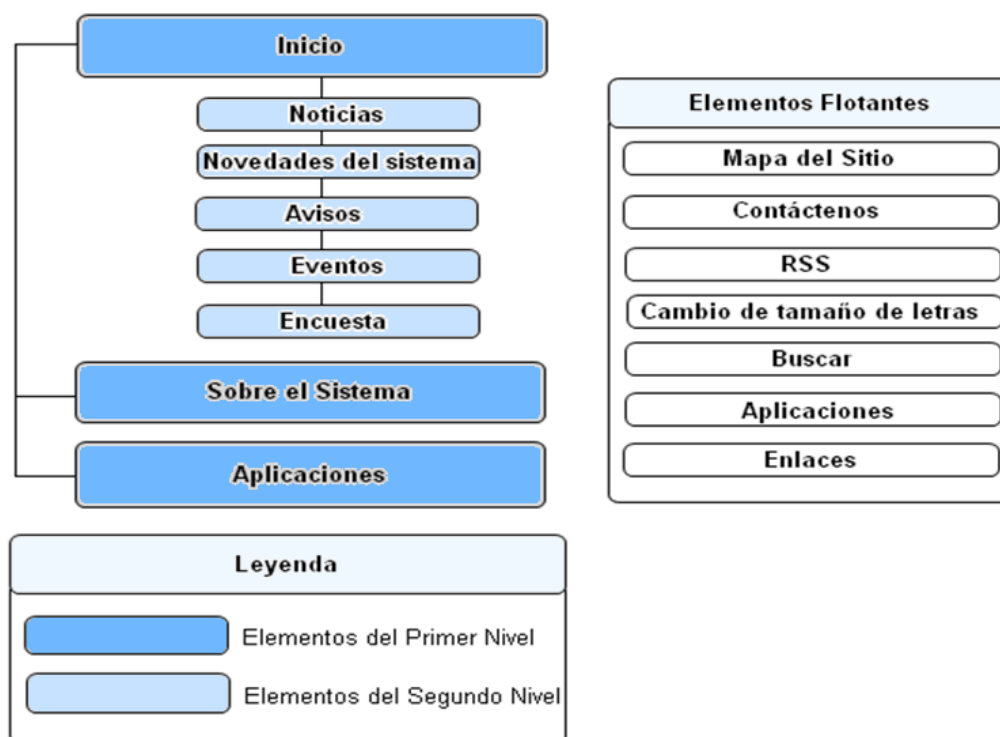 Inicio
Noticias
Novedades del sistema
Avisos
Eventos
Encuesta
Sobre el Sistema
Aplicaciones
Elementos Flotantes
Mapa del Sitio
Contáctenos
RSS
Cambio de tamaño de letras
Buscar
Aplicaciones
Enlaces
Leyenda
Elementos del Primer Nivel
Elementos del Segundo Nivel